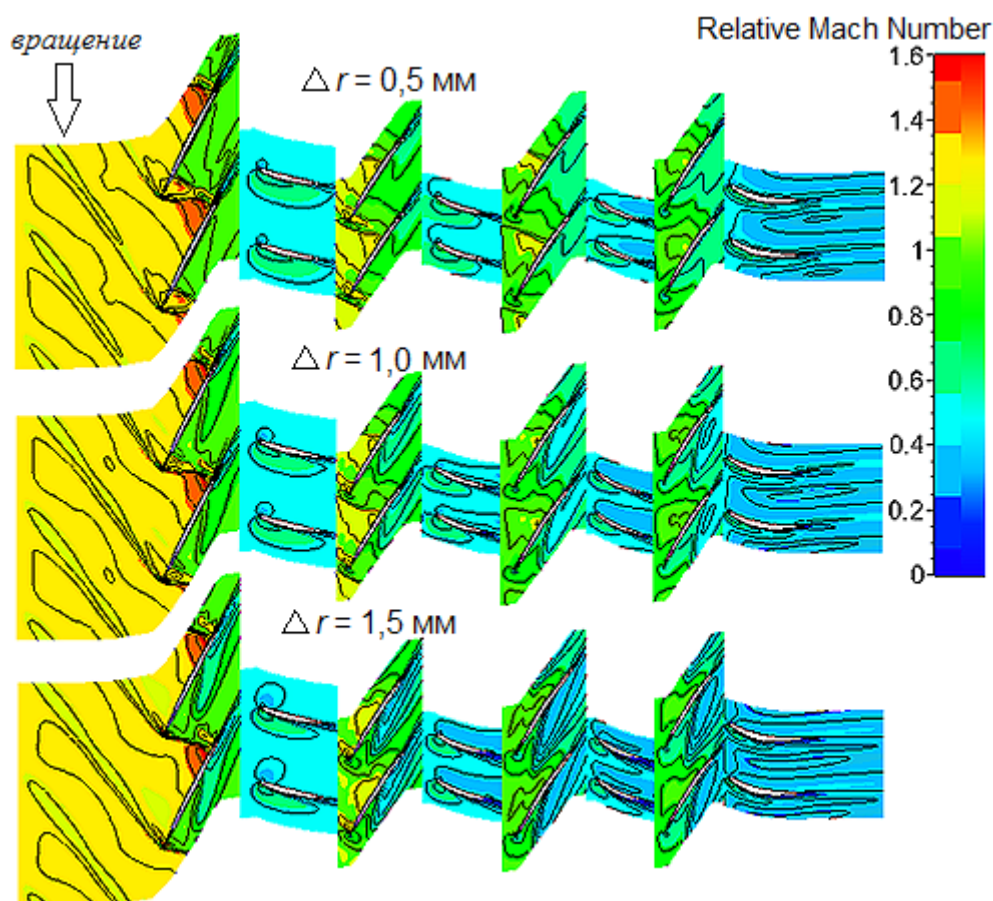 Relative Mach Number
вращение
△ r = 0,5 мм
1.6
1.4
1.2
1
0.8
0.6
0.4
0.2
0
△ r = 1,0 мм
△ r = 1,5 мм